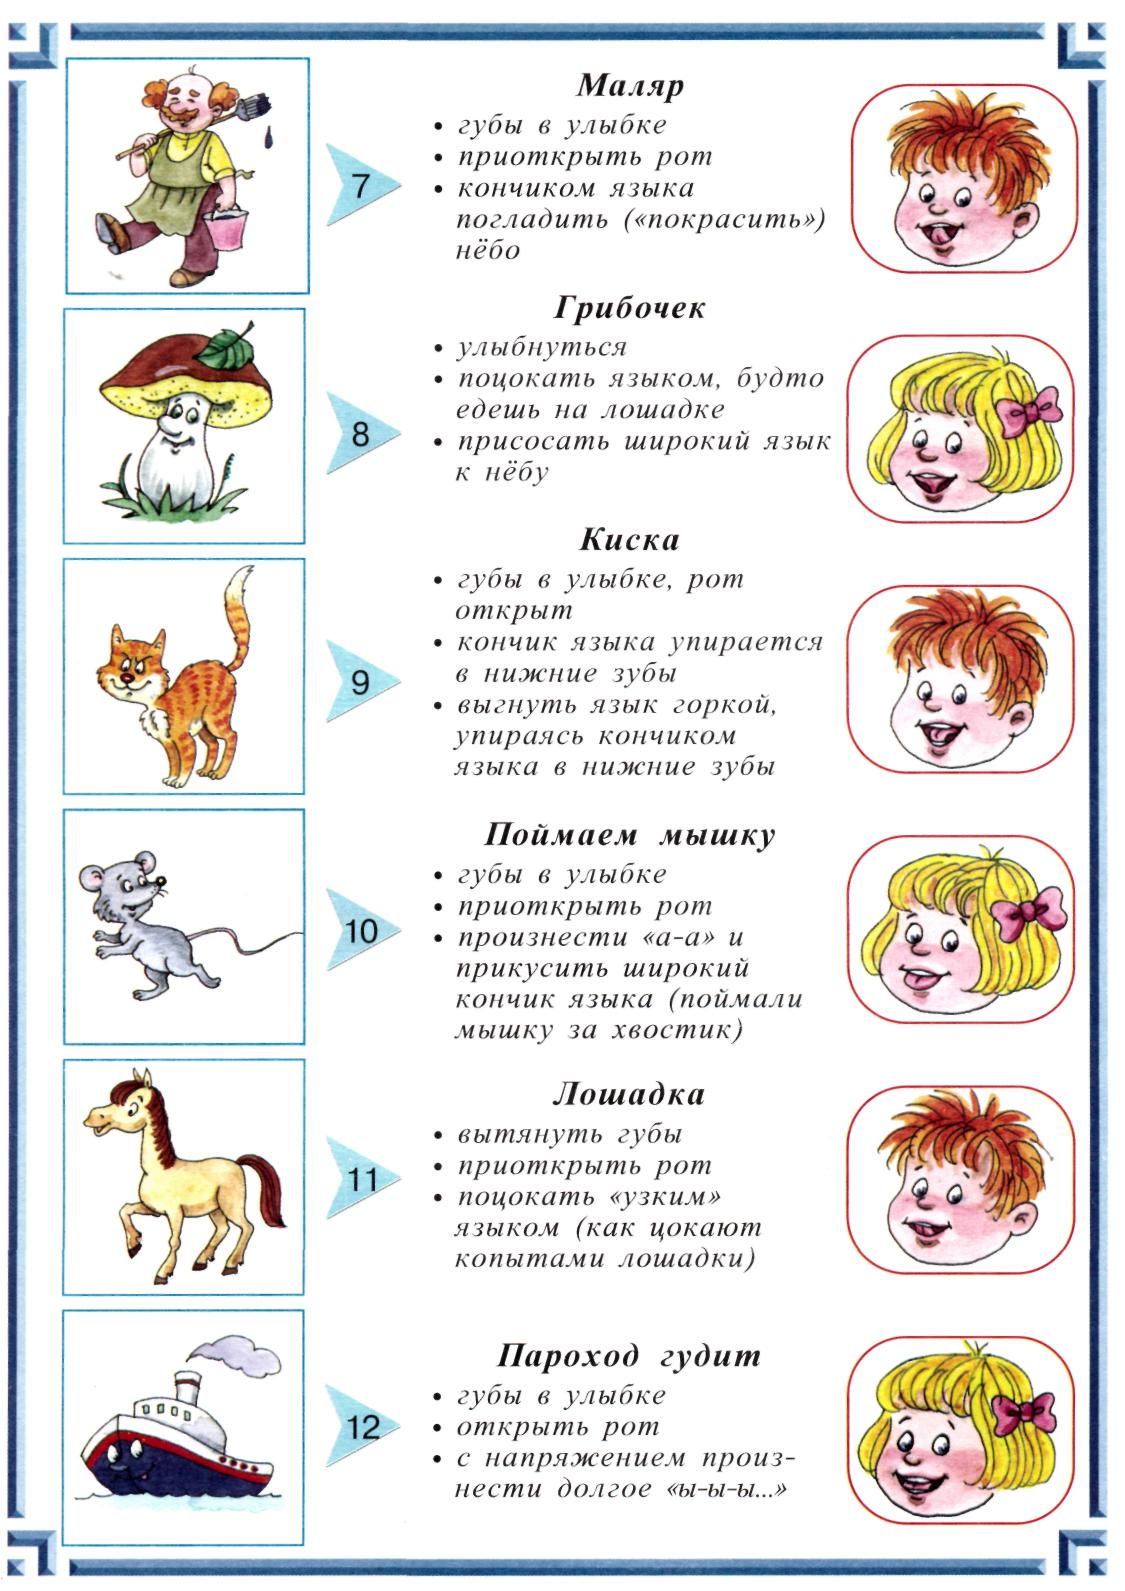 Маляр
• губы в улыбке
• приоткрыть рот
7
• кончиком языка
погладить («покрасить»)
нёбо
Грибочек
• улыбнуться
• поцокать языком, будто
едешь на лошадке
8
• присосать широкий язык
к нёбу
Киска
• губы в улыбке, рот
открыт
• кончик языка упирается
в нижние зубы
9
• выгнуть язык горкой,
упираясь кончиком
языка в нижние зубы
Поймаем мышку
• губы в улыбке
• приоткрыть рот
10
• произнести «а-а» и
прикусить широкий
кончик языка (поймали
мышку за хвостик)
Лошадка
• вытянуть губы
• приоткрыть рот
11
• поцокать «узким»
языком (как цокают
копытами лошадки)
Пароход гудит
• губы в улыбке
• открыть рот
12
• с напряжением произ-
нести долгое «ы-ы-ы...»